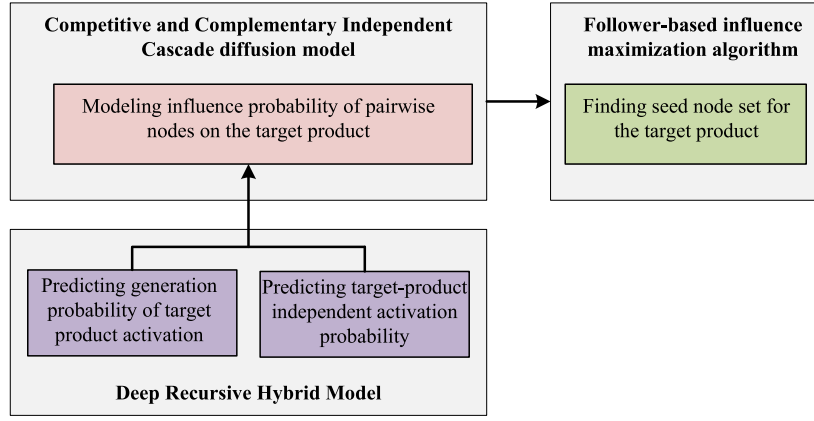 Competitive and Complementary Independent
Cascade diffusion model
Modeling influence probability of pairwise
nodes on the target product
Follower-based influence
maximization algorithm
Finding seed node set for
the target product
Predicting generation
probability of target
product activation
Predicting target-product
independent activation
probability
Deep Recursive Hybrid Model